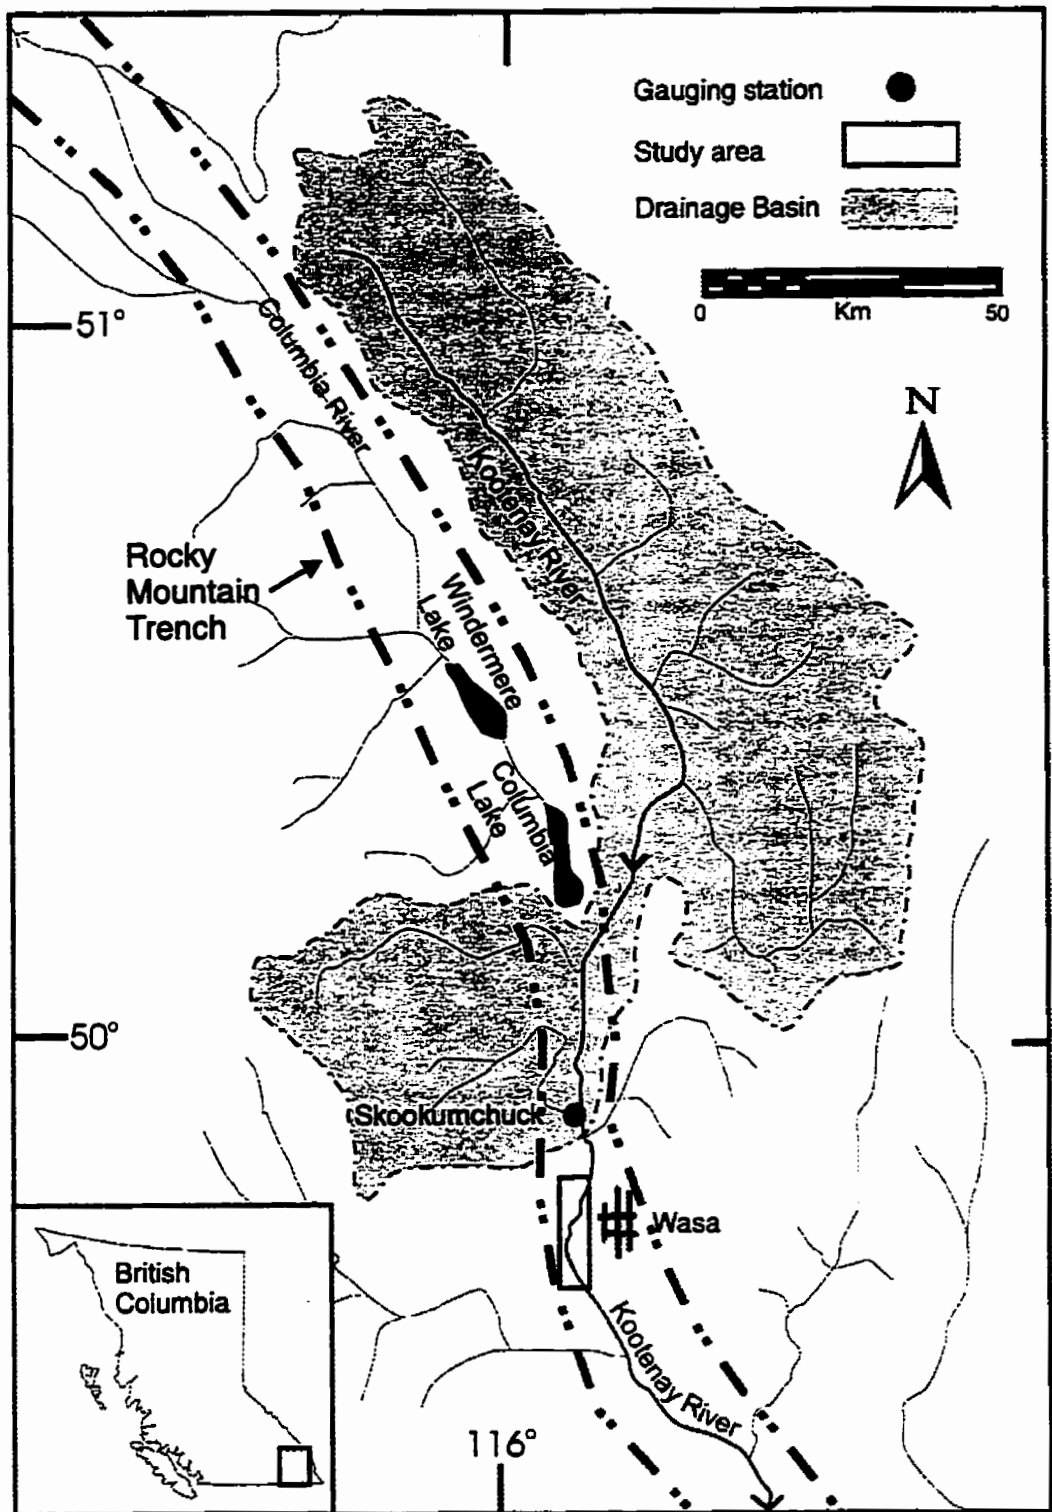 Gauging station
Study area
Drainage Basin
0 Km 50
51°
N
Columbia River
Kootenay River
Rocky
Mountain
Trench
Windermere
Lake
Columbia
Lake
50°
Skookumchuck
Wasa
British
Columbia
Kootenay River
116°